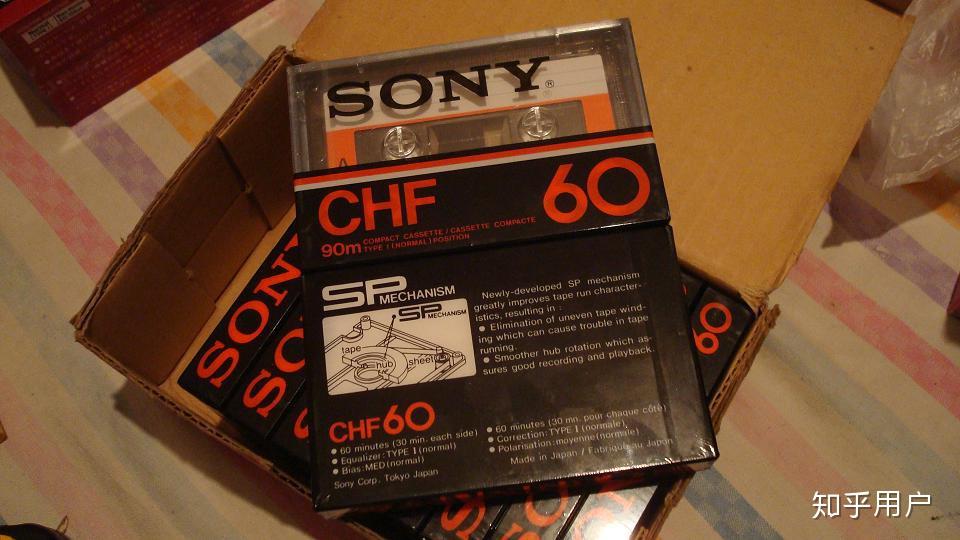 SONY®
CHF 60
90m COMPACT CASSETTE / CASSETTE COMPACTE
TYPE I (NORMAL) POSITION
SP MECHANISM
SP MECHANISM
tape
hub
sheet
Newly-developed SP mechanism
greatly improves tape run character-
istics, resulting in -
● Elimination of uneven tape wind-
ing which can cause trouble in tape
running.
● Smoother hub rotation which as-
sures good recording and playback.
CHF 60
● 60 minutes (30 min. each side)
● Equalizer: TYPE I (normal)
● Bias: MED (normal)
Sony Corp. Tokyo Japan
● 60 minutes (30 min. pour chaque côté)
● Correction: TYPE I (normale),
● Polarisation: moyenne (normale)
Made in Japan / Fabriqué au Japon
SONY
SO
60
知乎用户